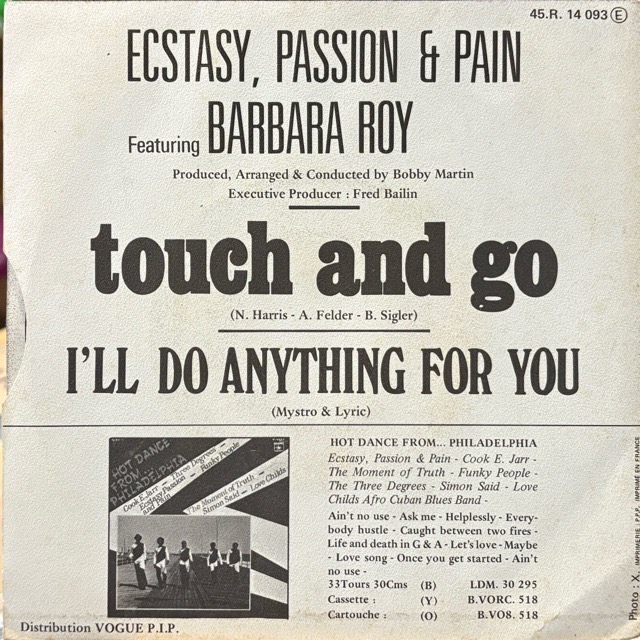 45.R. 14 093 Ⓔ
ECSTASY, PASSION & PAIN
Featuring BARBARA ROY
Produced, Arranged & Conducted by Bobby Martin
Executive Producer : Fred Bailin
touch and go
(N. Harris - A. Felder - B. Sigler)
I'LL DO ANYTHING FOR YOU
(Mystro & Lyric)
HOT DANCE
FROM...
PHILADELPHIA
Cook E. Jarr - Three Degrees -
Ecstasy Passion - Funky People
and Pain
The Moment of Truth -
Simon Said - Love Childs
HOT DANCE FROM... PHILADELPHIA
Ecstasy, Passion & Pain - Cook E. Jarr -
The Moment of Truth - Funky People -
The Three Degrees - Simon Said - Love
Childs Afro Cuban Blues Band -
Ain't no use - Ask me - Helplessly - Every-
body hustle - Caught between two fires -
Life and death in G & A - Let's love - Maybe
- Love song - Once you get started - Ain't
no use -
33Tours 30Cms (B) LDM. 30 295
Cassette : (Y) B.VORC. 518
Cartouche : (O) B.VO8. 518
Distribution VOGUE P.I.P.
Photo : X. IMPRIMERIE I.P.P. IMPRIMÉ EN FRANCE